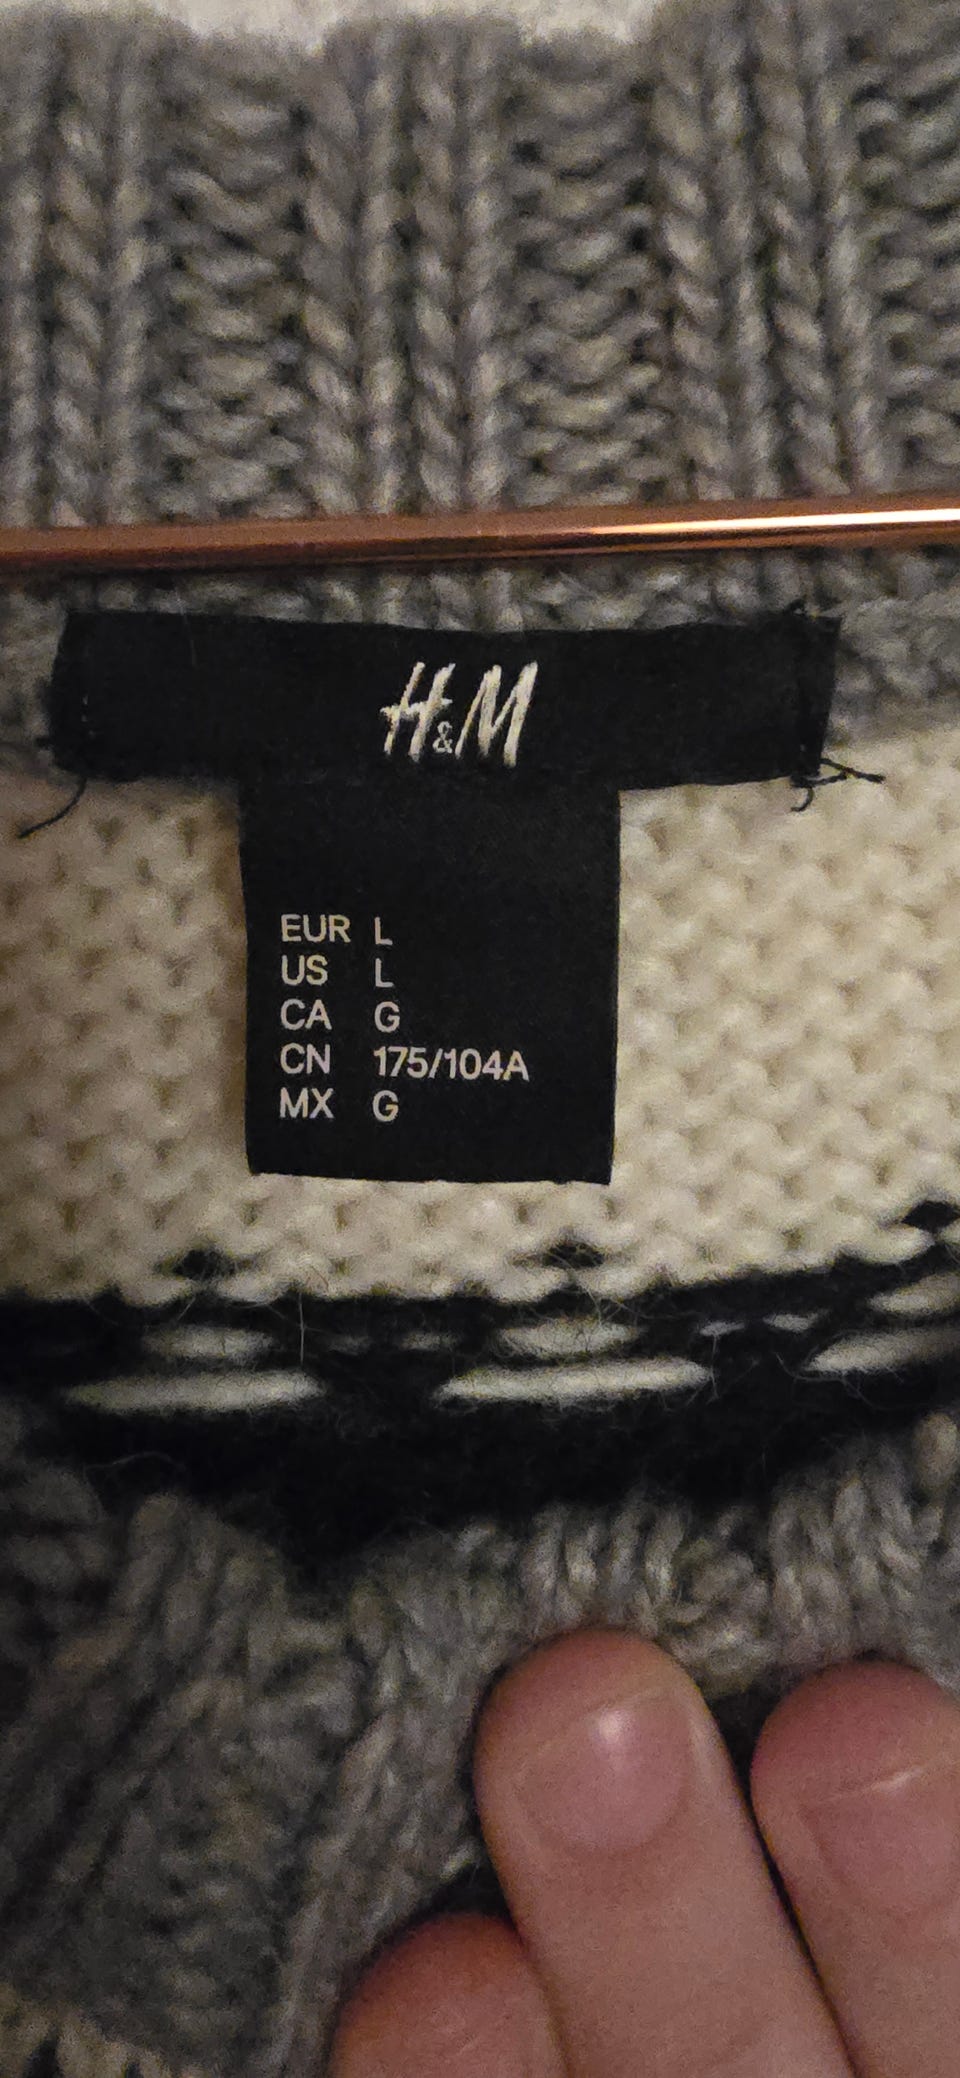 H&M
EUR L
US L
CA G
CN 175/104A
MX G